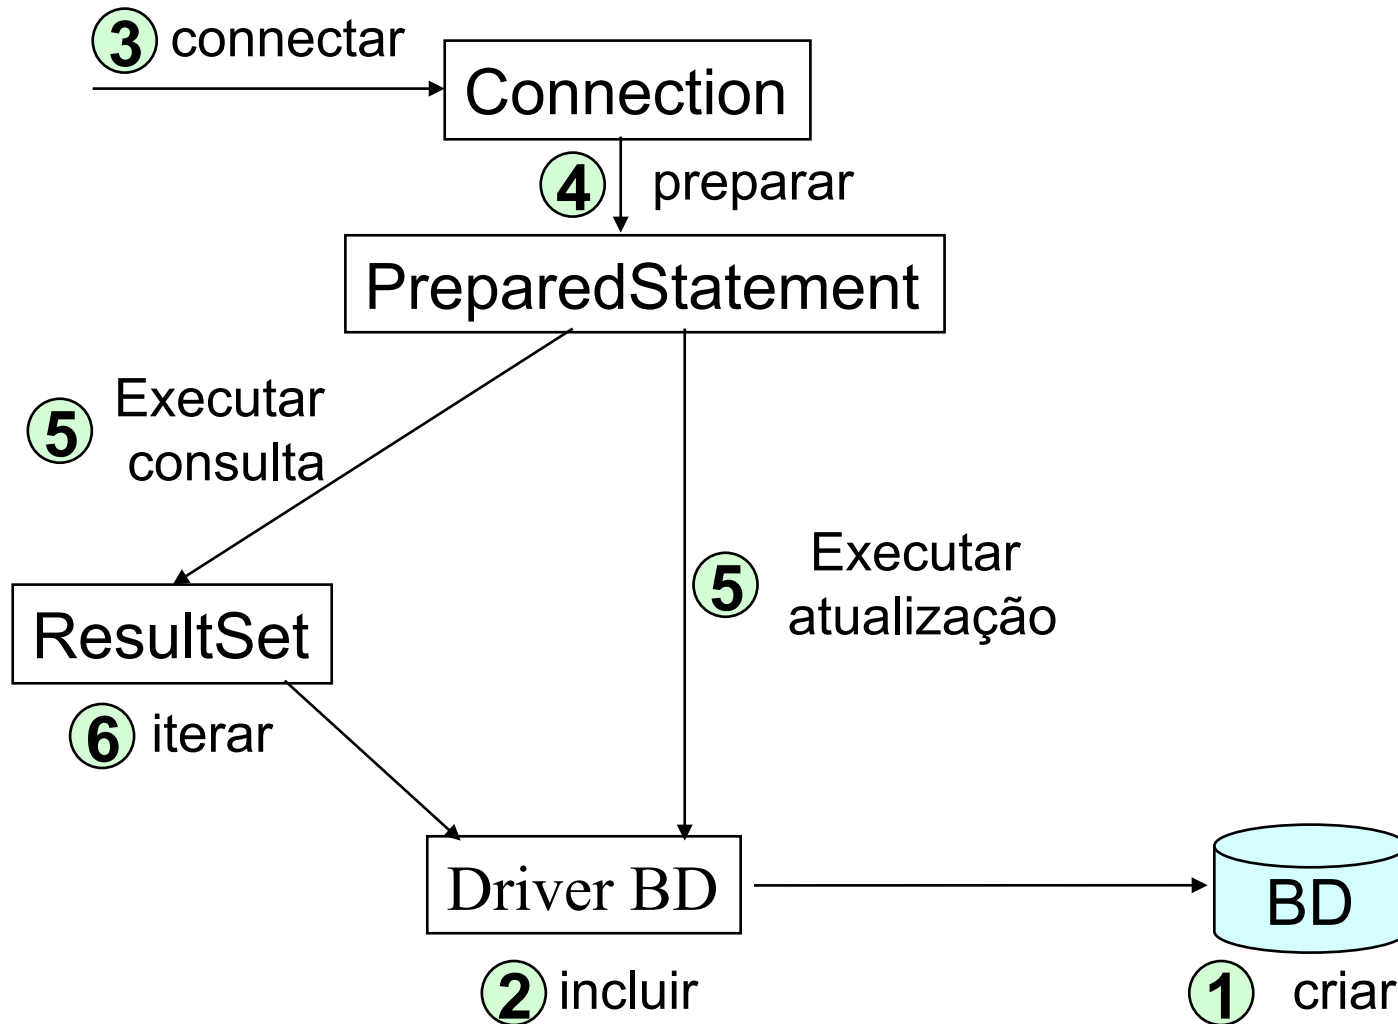 3 connectar
Connection
4 preparar
PreparedStatement
5 Executar
consulta
5 Executar
atualização
ResultSet
6 iterar
Driver BD
BD
2 incluir
1 criar